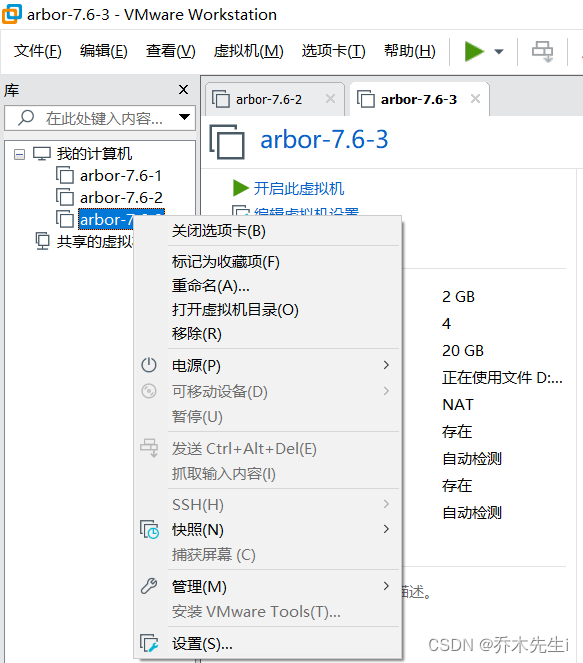 arbor-7.6-3 - VMware Workstation
文件(F) 编辑(E) 查看(V) 虚拟机(M) 选项卡(T) 帮助(H)
库
在此处键入内容...
我的计算机
arbor-7.6-1
arbor-7.6-2
共享的虚拟
arbor-7.6-2
arbor-7.6-3
arbor-7.6-3
开启此虚拟机
编辑虚拟机设置
关闭选项卡(B)
标记为收藏项(F)
重命名(A)...
打开虚拟机目录(O)
移除(R)
电源(P)
可移动设备(D)
暂停(U)
发送 Ctrl+Alt+Del(E)
抓取输入内容(I)
SSH(H)
快照(N)
捕获屏幕 (C)
管理(M)
安装 VMware Tools(T)...
设置(S)...
2 GB
4
20 GB
正在使用文件 D:...
NAT
存在
自动检测
存在
自动检测
描述。
CSDN @乔木先生i